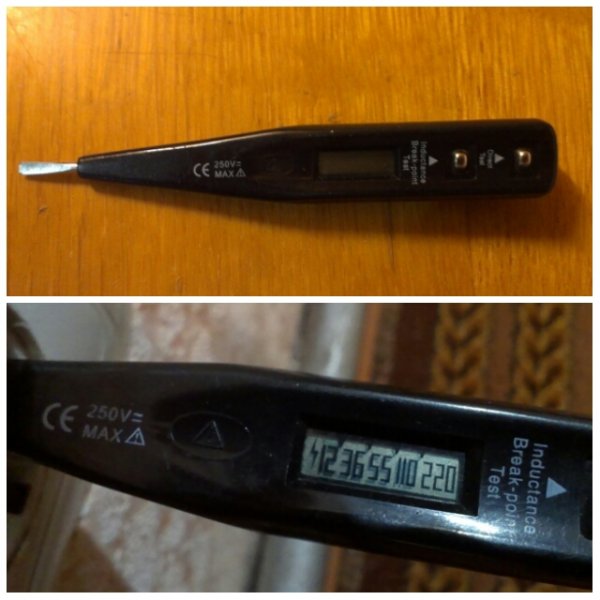 CE 250V=
MAX
Inductance
Break-point
Test
Direct
Test
CE 250V=
MAX
12 36 55 110 220
Inductance
Break-point
Test